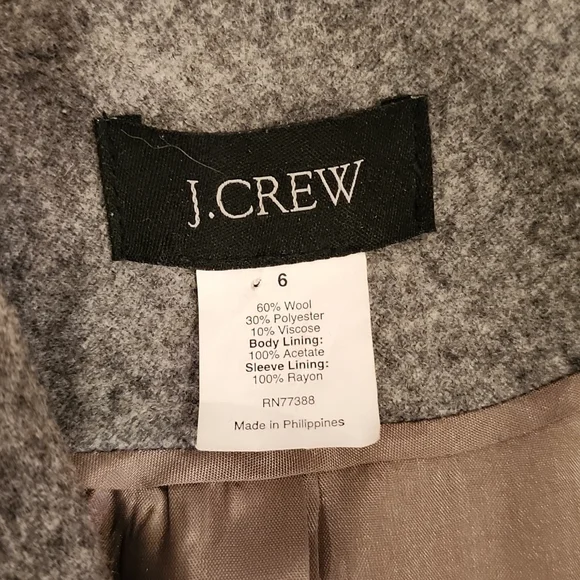 J.CREW
6
60% Wool
30% Polyester
10% Viscose
Body Lining:
100% Acetate
Sleeve Lining:
100% Rayon
RN77388
Made in Philippines